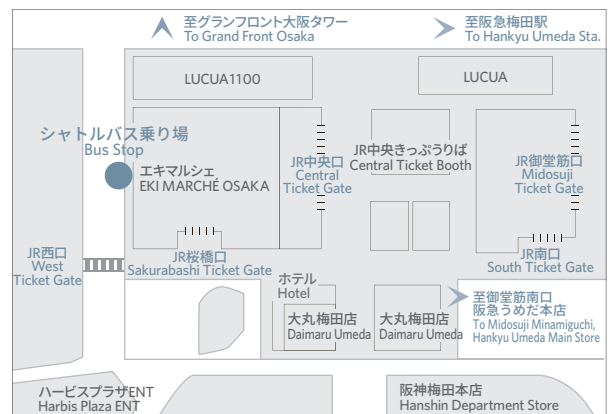 至グランフロント大阪タワー
To Grand Front Osaka
至阪急梅田駅
To Hankyu Umeda Sta.
LUCUA1100
LUCUA
シャトルバス乗り場
Bus Stop
エキマルシェ
EKI MARCHÉ OSAKA
JR中央口
Central
Ticket Gate
JR中央きっぷうりば
Central Ticket Booth
JR御堂筋口
Midosuji
Ticket Gate
JR西口
West
Ticket Gate
JR桜橋口
Sakurabashi Ticket Gate
JR南口
South Ticket Gate
ホテル
Hotel
大丸梅田店
Daimaru Umeda
大丸梅田店
Daimaru Umeda
至御堂筋南口
阪急うめだ本店
To Midosuji Minamiguchi,
Hankyu Umeda Main Store
ハービスプラザENT
Harbis Plaza ENT
阪神梅田本店
Hanshin Department Store